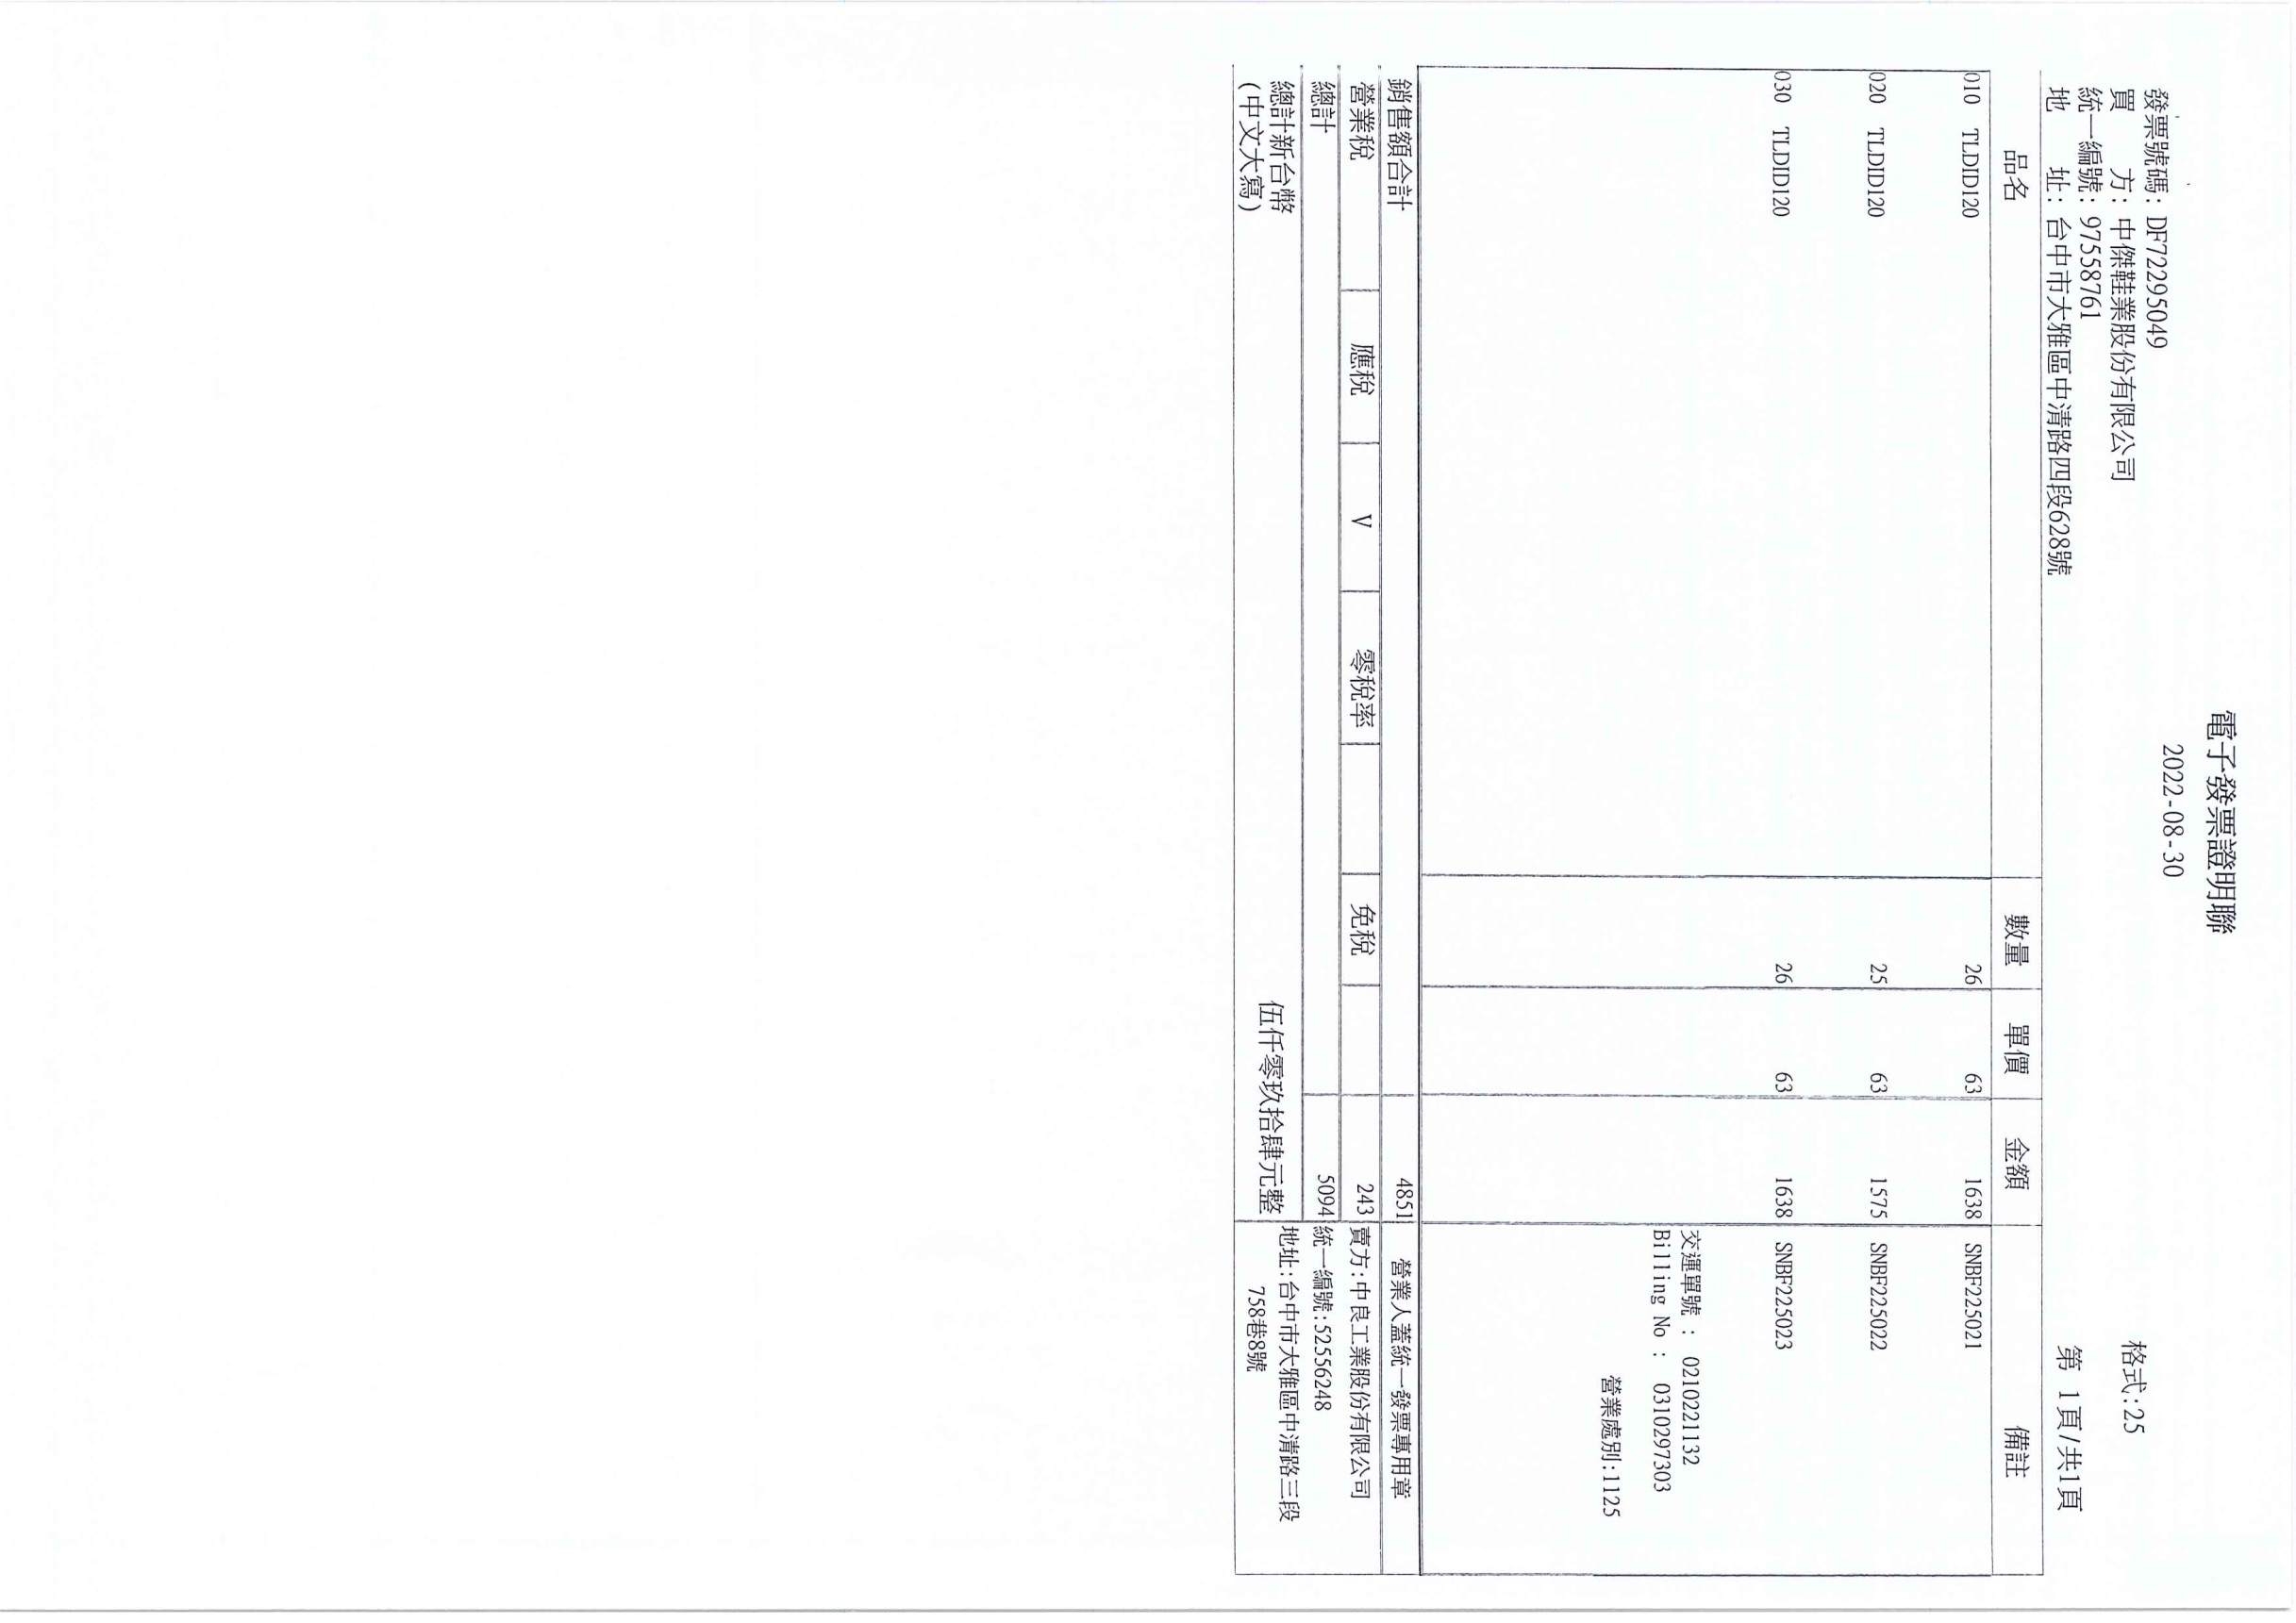 電子發票證明聯
2022-08-30
發票號碼: DF72295049
買 方: 中傑鞋業股份有限公司
格式:25
統一編號: 97558761
地 址: 台中市大雅區中清路四段628號
第 1頁/共1頁
品名 數量 單價 金額 備註
010 TLDID120 26 63 1638 SNBF225021
020 TLDID120 25 63 1575 SNBF225022
030 TLDID120 26 63 1638 SNBF225023
交運單號 : 0210221132
Billing No : 0310297303
營業處別:1125
銷售額合計 4851 營業人蓋統一發票專用章
營業稅 應稅 V 零稅率 免稅 243 賣方:中良工業股份有限公司
總計 5094 統一編號:52556248
總計新台幣 伍仟零玖拾肆元整 地址:台中市大雅區中清路三段
(中文大寫) 758巷8號